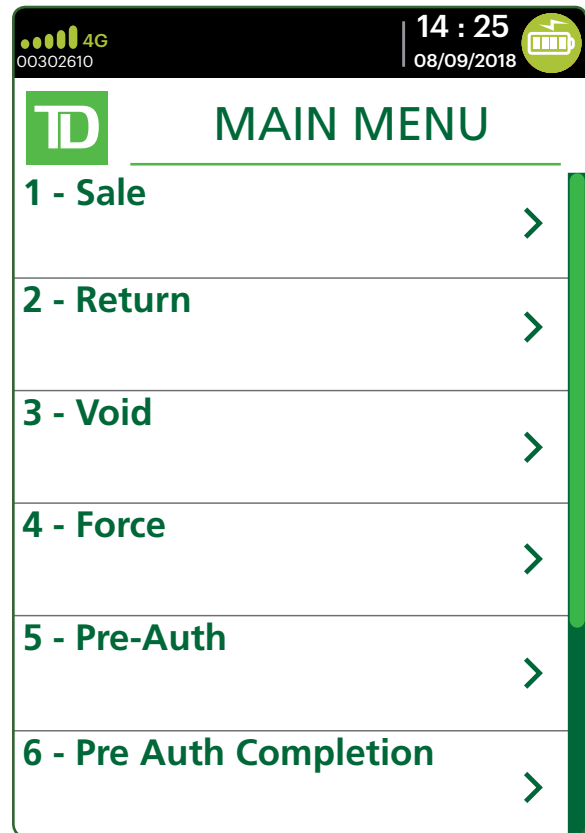 4G
14 : 25
00302610
08/09/2018
TD
MAIN MENU
1 - Sale
2 - Return
3 - Void
4 - Force
5 - Pre-Auth
6 - Pre Auth Completion